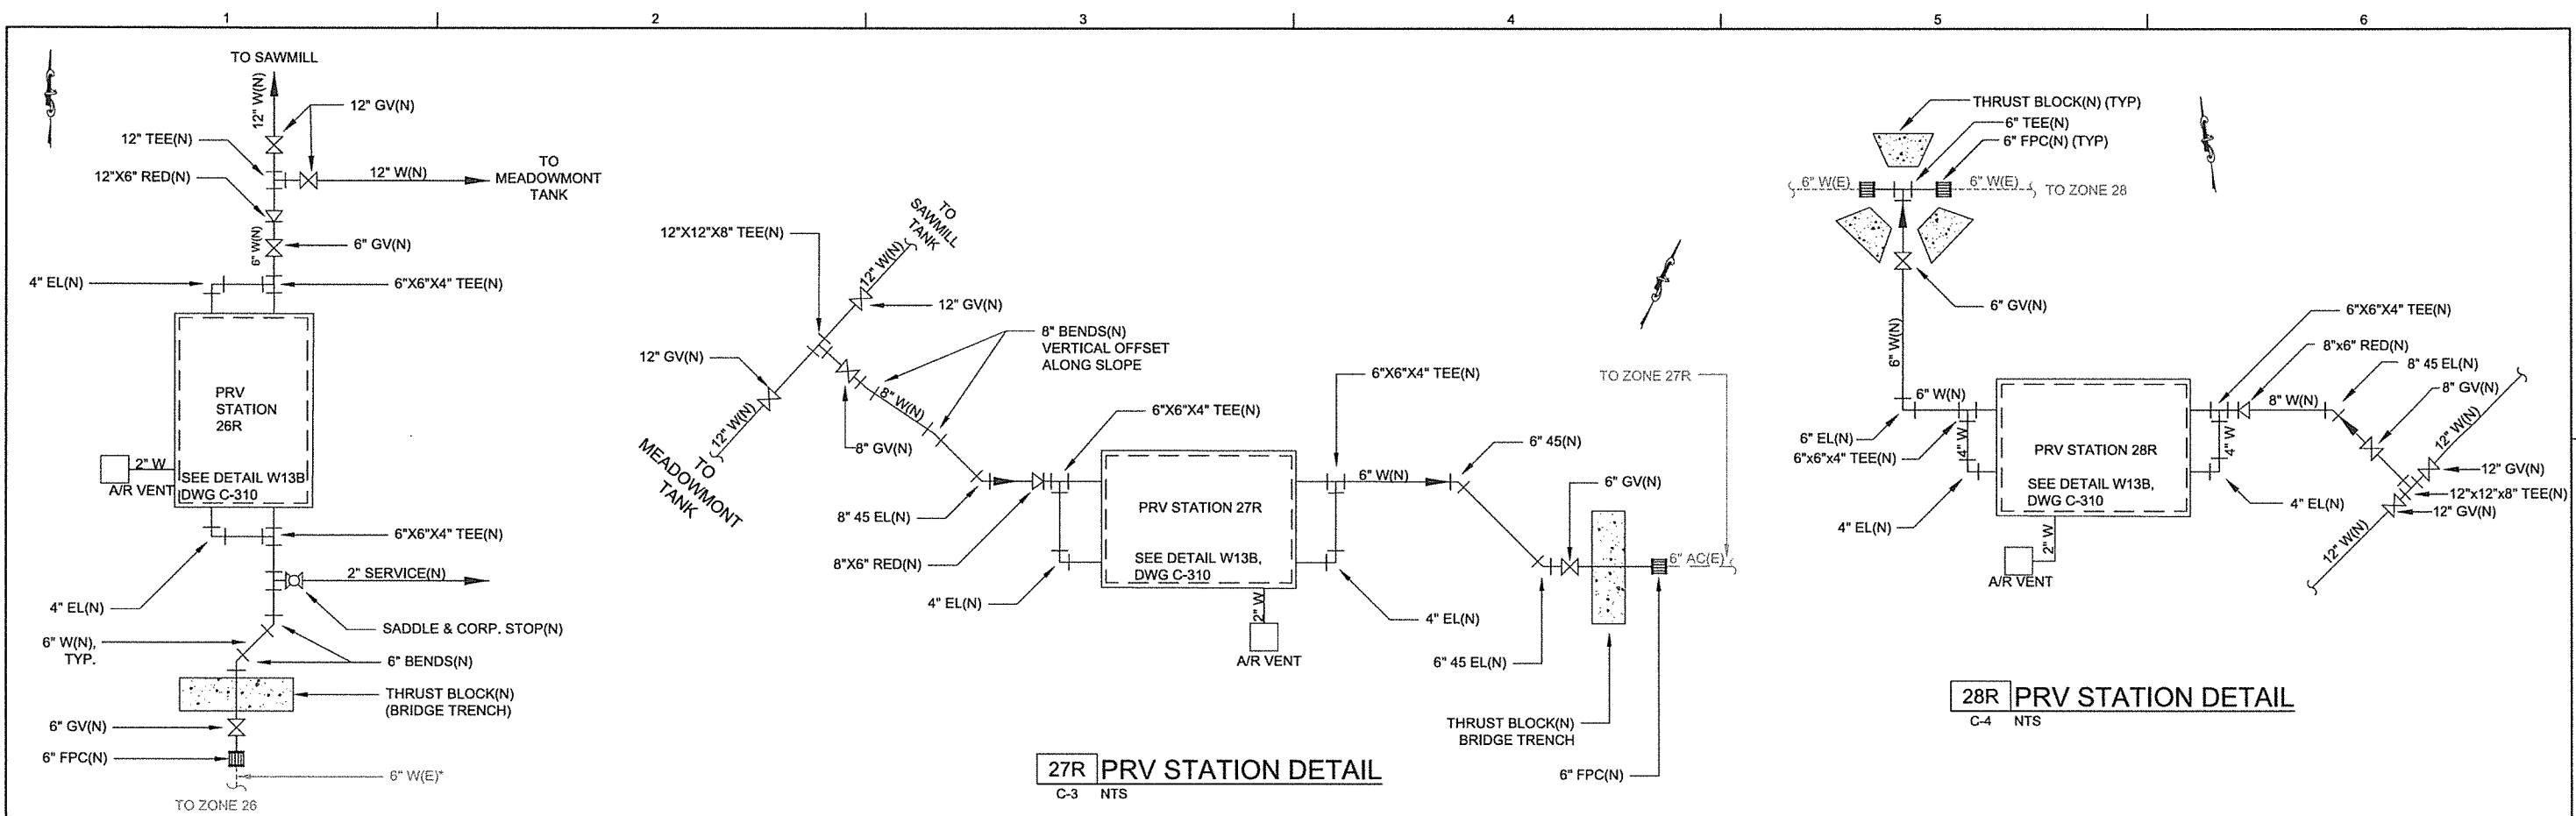 1
2
3
4
5
6
TO SAWMILL
12" W(N)
12" GV(N)
12" TEE(N)
12" W(N)
TO
MEADOWMONT
TANK
12"X6" RED(N)
6" W(N)
6" GV(N)
4" EL(N)
6"X6"X4" TEE(N)
PRV
STATION
26R
2" W
A/R VENT
SEE DETAIL W13B
DWG C-310
6"X6"X4" TEE(N)
2" SERVICE(N)
4" EL(N)
SADDLE & CORP. STOP(N)
6" W(N),
TYP.
6" BENDS(N)
THRUST BLOCK(N)
(BRIDGE TRENCH)
6" GV(N)
6" FPC(N)
6" W(E)*
TO ZONE 26
TO
SAWMILL
TANK
12"X12"X8" TEE(N)
12" W(N)
12" GV(N)
8" BENDS(N)
VERTICAL OFFSET
ALONG SLOPE
12" GV(N)
8" W(N)
12" W(N)
8" GV(N)
TO
MEADOWMONT
TANK
6"X6"X4" TEE(N)
6"X6"X4" TEE(N)
TO ZONE 27R
8" 45 EL(N)
8"X6" RED(N)
PRV STATION 27R
SEE DETAIL W13B,
DWG C-310
6" W(N)
6" 45(N)
6" GV(N)
6" AC(E)
4" EL(N)
2" W
A/R VENT
4" EL(N)
6" 45 EL(N)
THRUST BLOCK(N)
BRIDGE TRENCH
6" FPC(N)
27R PRV STATION DETAIL
C-3 NTS
THRUST BLOCK(N) (TYP)
6" TEE(N)
6" FPC(N) (TYP)
6" W(E)
6" W(E)
TO ZONE 28
6" GV(N)
6" W(N)
6"X6"X4" TEE(N)
8"x6" RED(N)
8" 45 EL(N)
8" GV(N)
6" W(N)
8" W(N)
12" W(N)
6" EL(N)
6"x6"x4" TEE(N)
4" W
PRV STATION 28R
SEE DETAIL W13B,
DWG C-310
4" W
12" GV(N)
12"x12"x8" TEE(N)
12" GV(N)
4" EL(N)
4" EL(N)
2" W
A/R VENT
12" W(N)
28R PRV STATION DETAIL
C-4 NTS